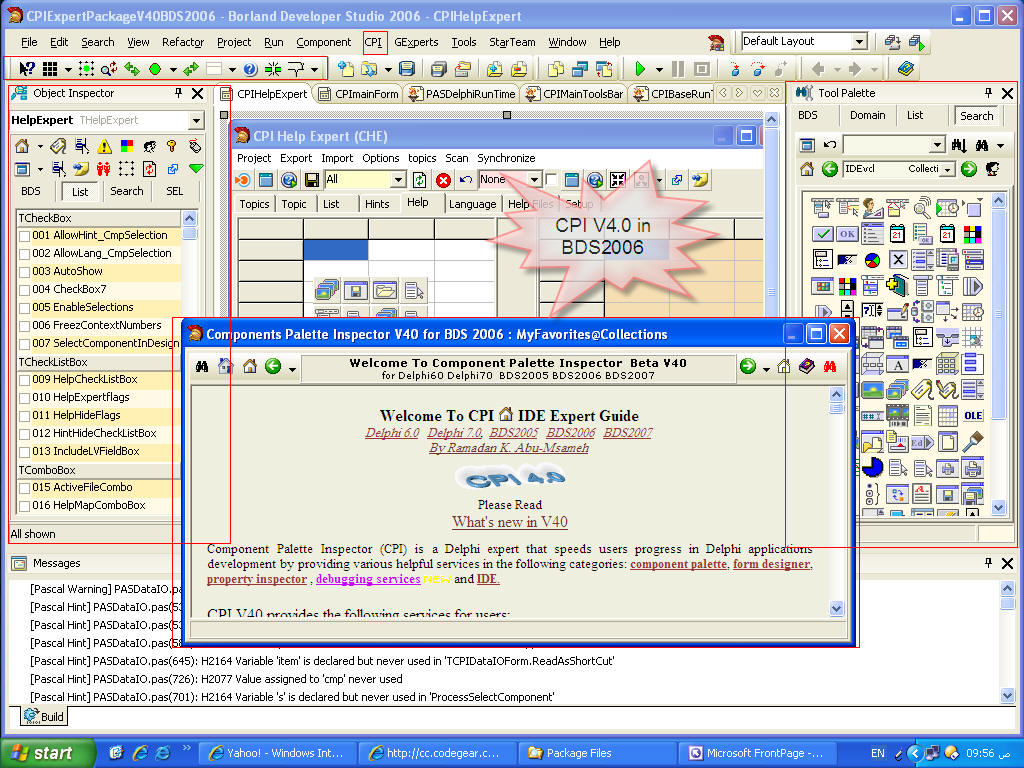 CPIExpertPackageV40BDS2006 - Borland Developer Studio 2006 - CPIHelpExpert
File Edit Search View Refactor Project Run Component CPI GExperts Tools StarTeam Window Help
Default Layout
Object Inspector
HelpExpert THelpExpert
BDS List Search SEL
TCheckBox
001 AllowHint_CmpSelection
002 AllowLang_CmpSelection
003 AutoShow
004 CheckBox7
005 EnableSelections
006 FreezContextNumbers
007 SelectComponentInDesign
TCheckListBox
009 HelpCheckListBox
010 HelpExpertflags
011 HelpHideFlags
012 HintHideCheckListBox
013 IncludeLVFieldBox
TComboBox
015 ActiveFileCombo
016 HelpMapComboBox
All shown
CPIHelpExpert CPImainForm PASDelphiRunTime CPIMainToolsBar CPIBaseRunT
CPI Help Expert (CHE)
Project Export Import Options topics Scan Synchronize
All None
Topics Topic List Hints Help Language Help Files Setup
CPI V4.0 in
BDS2006
Tool Palette
BDS Domain List Search
IDEvcl Collecti
OK
OLE
Ed
Components Palette Inspector V40 for BDS 2006 : MyFavorites@Collections
Welcome To Component Palette Inspector Beta V40
for Delphi60 Delphi70 BDS2005 BDS2006 BDS2007
Welcome To CPI IDE Expert Guide
Delphi 6.0 Delphi 7.0, BDS2005 BDS2006 BDS2007
By Ramadan K. Abu-Msameh
CPI 4.0
Please Read
What's new in V40
Component Palette Inspector (CPI) is a Delphi expert that speeds users progress in Delphi applications
development by providing various helpful services in the following categories: component palette, form designer,
property inspector , debugging services NEW and IDE.
CPI V40 provides the following services for users:
Messages
[Pascal Warning] PASDataIO.
[Pascal Hint] PASDataIO.pas(53
[Pascal Hint] PASDataIO.pas(53
[Pascal Hint] PASDataIO.pas(58
[Pascal Hint] PASDataIO.pas(645): H2164 Variable 'item' is declared but never used in 'TCPIDataIOForm.ReadAsShortCut'
[Pascal Hint] PASDataIO.pas(726): H2077 Value assigned to 'cmp' never used
[Pascal Hint] PASDataIO.pas(701): H2164 Variable 's' is declared but never used in 'ProcessSelectComponent'
Build
start
Yahoo! - Windows Int...
http://cc.codegear.c...
Package Files
Microsoft FrontPage - ...
EN
09:56 ص